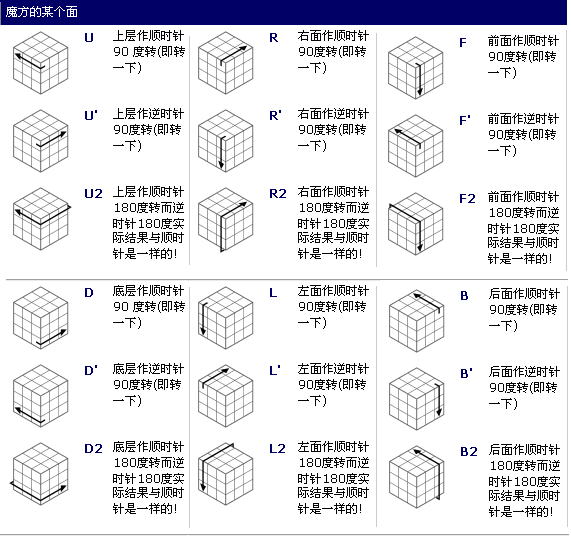 魔方的某个面
U
上层作顺时针
90 度转(即转
一下)
R
右面作顺时针
90 度转(即转
一下)
F
前面作顺时针
90度转(即转
一下)
U'
上层作逆时针
90度转(即转
一下)
R'
右面作逆时针
90度转(即转
一下)
F'
前面作逆时针
90度转(即转
一下)
U2
上层作顺时针
180度转而逆
时针180度实
际结果与顺时
针是一样的!
R2
右面作顺时针
180度转而逆
时针180度实
际结果与顺时
针是一样的!
F2
前面作顺时针
180度转而逆
时针180度实
际结果与顺时
针是一样的!
D
底层作顺时针
90 度转(即转
一下)
L
左面作顺时针
90度转(即转
一下)
B
后面作顺时针
90度转(即转
一下)
D'
底层作逆时针
90度转(即转
一下)
L'
左面作逆时针
90度转(即转
一下)
B'
后面作逆时针
90度转(即转
一下)
D2
底层作顺时针
180度转而逆
时针180度实
际结果与顺时
针是一样的!
L2
左面作顺时针
180度转而逆
时针180度实
际结果与顺时
针是一样的!
B2
后面作顺时针
180度转而逆
时针180度实
际结果与顺时
针是一样的!